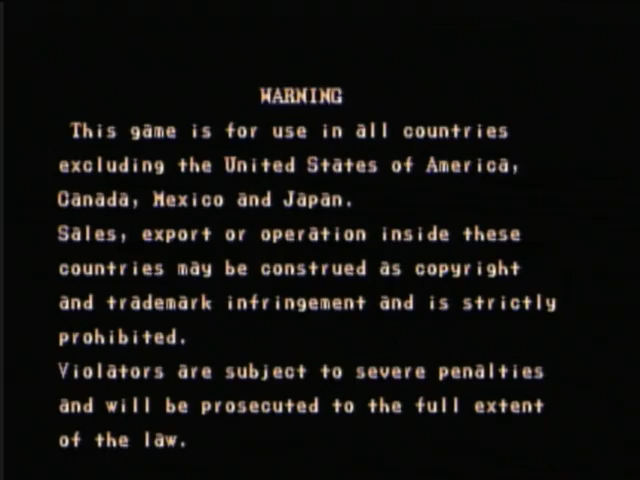 WARNING
This game is for use in all countries
excluding the United States of America,
Canada, Mexico and Japan.
Sales, export or operation inside these
countries may be construed as copyright
and trademark infringement and is strictly
prohibited.
Violators are subject to severe penalties
and will be prosecuted to the full extent
of the law.